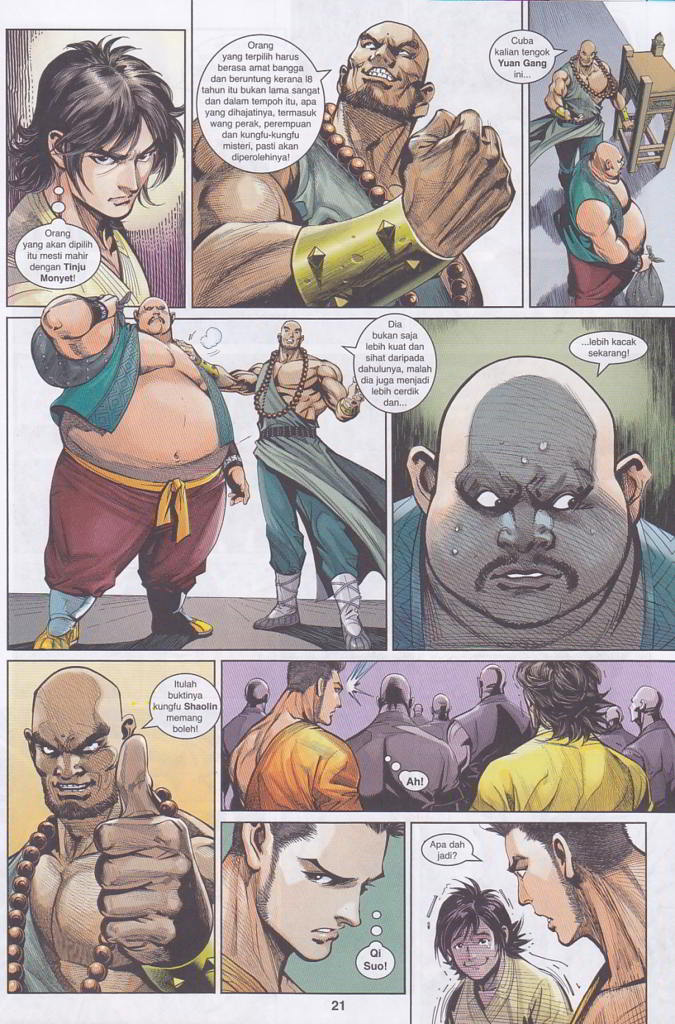 Orang
yang akan dipilih
itu mesti mahir
dengan Tinju
Monyet!
Orang
yang terpilih harus
berasa amat bangga
dan beruntung kerana l8
tahun itu bukan lama sangat
dan dalam tempoh itu, apa
yang dihajatinya, termasuk
wang perak, perempuan
dan kungfu-kungfu
misteri, pasti akan
diperolehinya!
Cuba
kalian tengok
Yuan Gang
ini...
Dia
bukan saja
lebih kuat dan
sihat daripada
dahulunya, malah
dia juga menjadi
lebih cerdik
dan...
...lebih kacak
sekarang!
Itulah
buktinya
kungfu Shaolin
memang
boleh!
Ah!
Qi
Suo!
Apa dah
jadi?
21